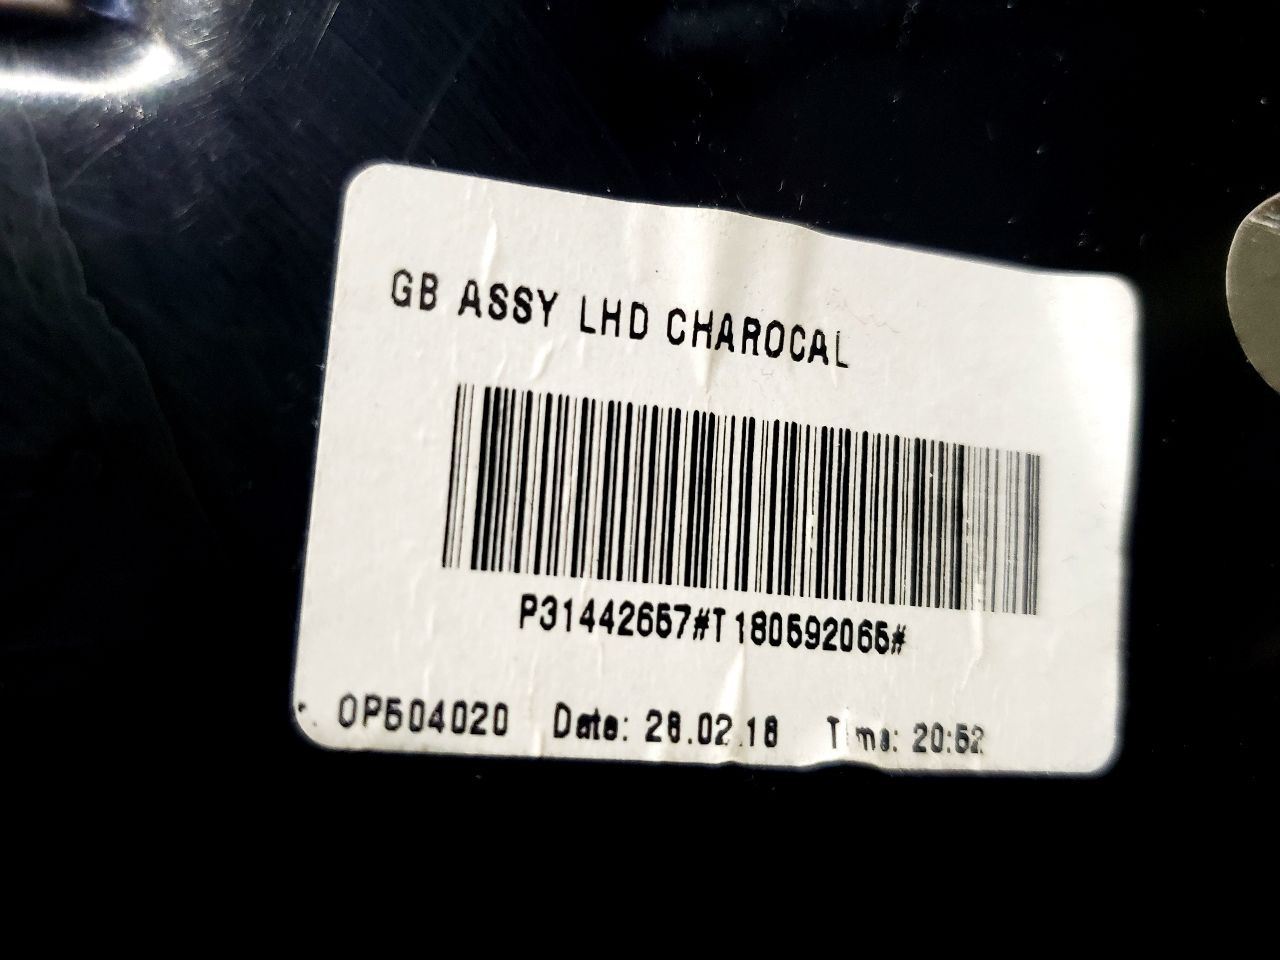 GB ASSY LHD CHAROCAL
P31442657#T180592065#
OP504020 Date: 28.02.18 Time: 20:52